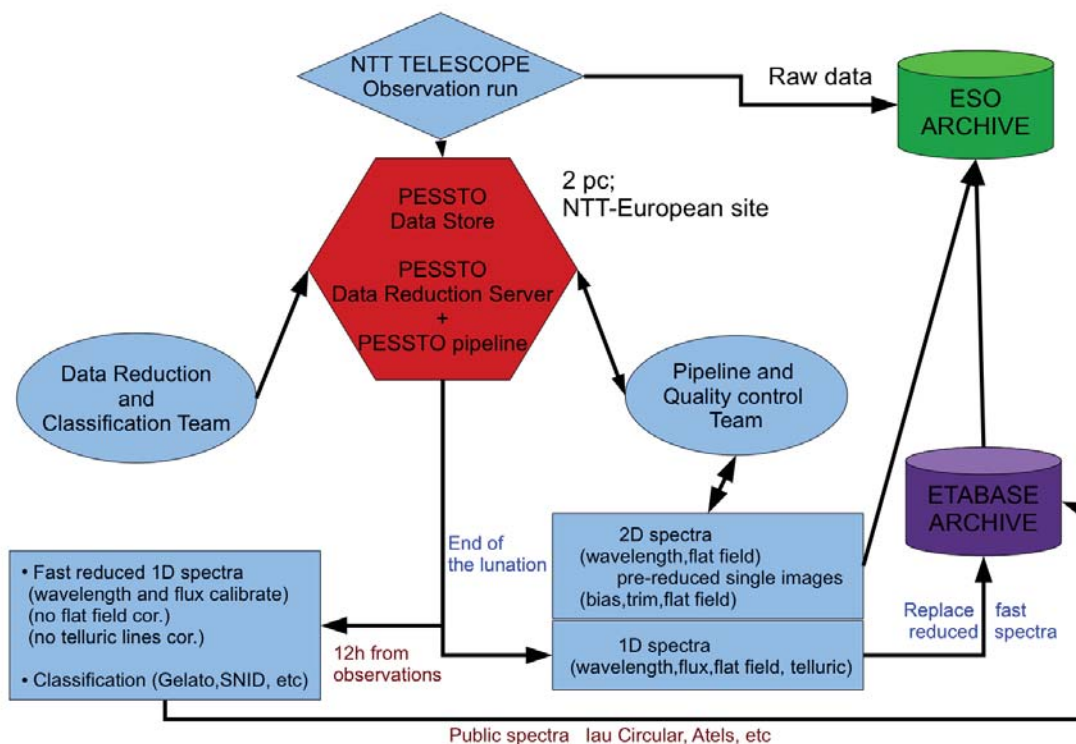 NTT TELESCOPE
Observation run
Raw data
ESO
ARCHIVE
PESSTO
Data Store
PESSTO
Data Reduction Server
+
PESSTO pipeline
2 pc;
NTT-European site
Data Reduction
and
Classification Team
Pipeline and
Quality control
Team
ETABASE
ARCHIVE
End of
the lunation
2D spectra
(wavelength,flat field)
pre-reduced single images
(bias,trim,flat field)
1D spectra
(wavelength,flux,flat field, telluric)
Replace fast
reduced spectra
• Fast reduced 1D spectra
(wavelength and flux calibrate)
(no flat field cor.)
(no telluric lines cor.)
• Classification (Gelato,SNID, etc)
12h from
observations
Public spectra Iau Circular, Atels, etc